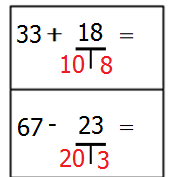 33 + 18 =
10 8
67 - 23 =
20 3